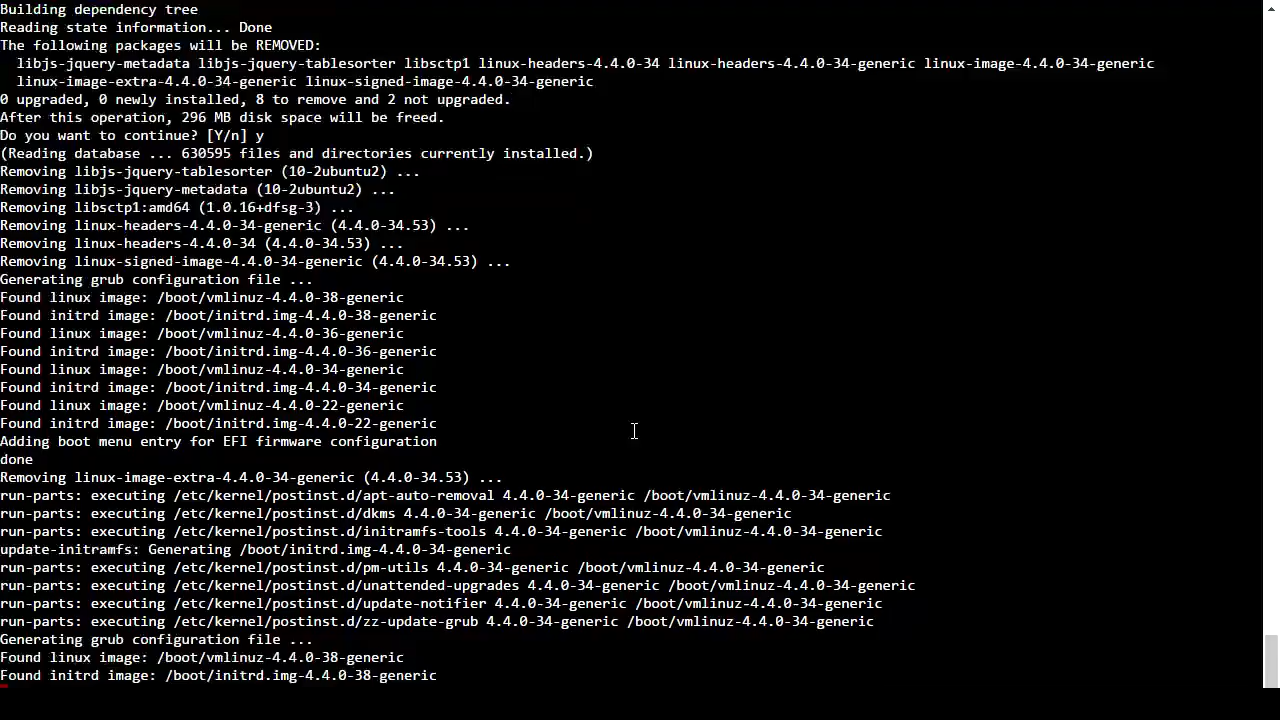 Building dependency tree
Reading state information... Done
The following packages will be REMOVED:
  libjs-jquery-metadata libjs-jquery-tablesorter libsctp1 linux-headers-4.4.0-34 linux-headers-4.4.0-34-generic linux-image-4.4.0-34-generic
  linux-image-extra-4.4.0-34-generic linux-signed-image-4.4.0-34-generic
0 upgraded, 0 newly installed, 8 to remove and 2 not upgraded.
After this operation, 296 MB disk space will be freed.
Do you want to continue? [Y/n] y
(Reading database ... 630595 files and directories currently installed.)
Removing libjs-jquery-tablesorter (10-2ubuntu2) ...
Removing libjs-jquery-metadata (10-2ubuntu2) ...
Removing libsctp1:amd64 (1.0.16+dfsg-3) ...
Removing linux-headers-4.4.0-34-generic (4.4.0-34.53) ...
Removing linux-headers-4.4.0-34 (4.4.0-34.53) ...
Removing linux-signed-image-4.4.0-34-generic (4.4.0-34.53) ...
Generating grub configuration file ...
Found linux image: /boot/vmlinuz-4.4.0-38-generic
Found initrd image: /boot/initrd.img-4.4.0-38-generic
Found linux image: /boot/vmlinuz-4.4.0-36-generic
Found initrd image: /boot/initrd.img-4.4.0-36-generic
Found linux image: /boot/vmlinuz-4.4.0-34-generic
Found initrd image: /boot/initrd.img-4.4.0-34-generic
Found linux image: /boot/vmlinuz-4.4.0-22-generic
Found initrd image: /boot/initrd.img-4.4.0-22-generic
Adding boot menu entry for EFI firmware configuration
done
Removing linux-image-extra-4.4.0-34-generic (4.4.0-34.53) ...
run-parts: executing /etc/kernel/postinst.d/apt-auto-removal 4.4.0-34-generic /boot/vmlinuz-4.4.0-34-generic
run-parts: executing /etc/kernel/postinst.d/dkms 4.4.0-34-generic /boot/vmlinuz-4.4.0-34-generic
run-parts: executing /etc/kernel/postinst.d/initramfs-tools 4.4.0-34-generic /boot/vmlinuz-4.4.0-34-generic
update-initramfs: Generating /boot/initrd.img-4.4.0-34-generic
run-parts: executing /etc/kernel/postinst.d/pm-utils 4.4.0-34-generic /boot/vmlinuz-4.4.0-34-generic
run-parts: executing /etc/kernel/postinst.d/unattended-upgrades 4.4.0-34-generic /boot/vmlinuz-4.4.0-34-generic
run-parts: executing /etc/kernel/postinst.d/update-notifier 4.4.0-34-generic /boot/vmlinuz-4.4.0-34-generic
run-parts: executing /etc/kernel/postinst.d/zz-update-grub 4.4.0-34-generic /boot/vmlinuz-4.4.0-34-generic
Generating grub configuration file ...
Found linux image: /boot/vmlinuz-4.4.0-38-generic
Found initrd image: /boot/initrd.img-4.4.0-38-generic